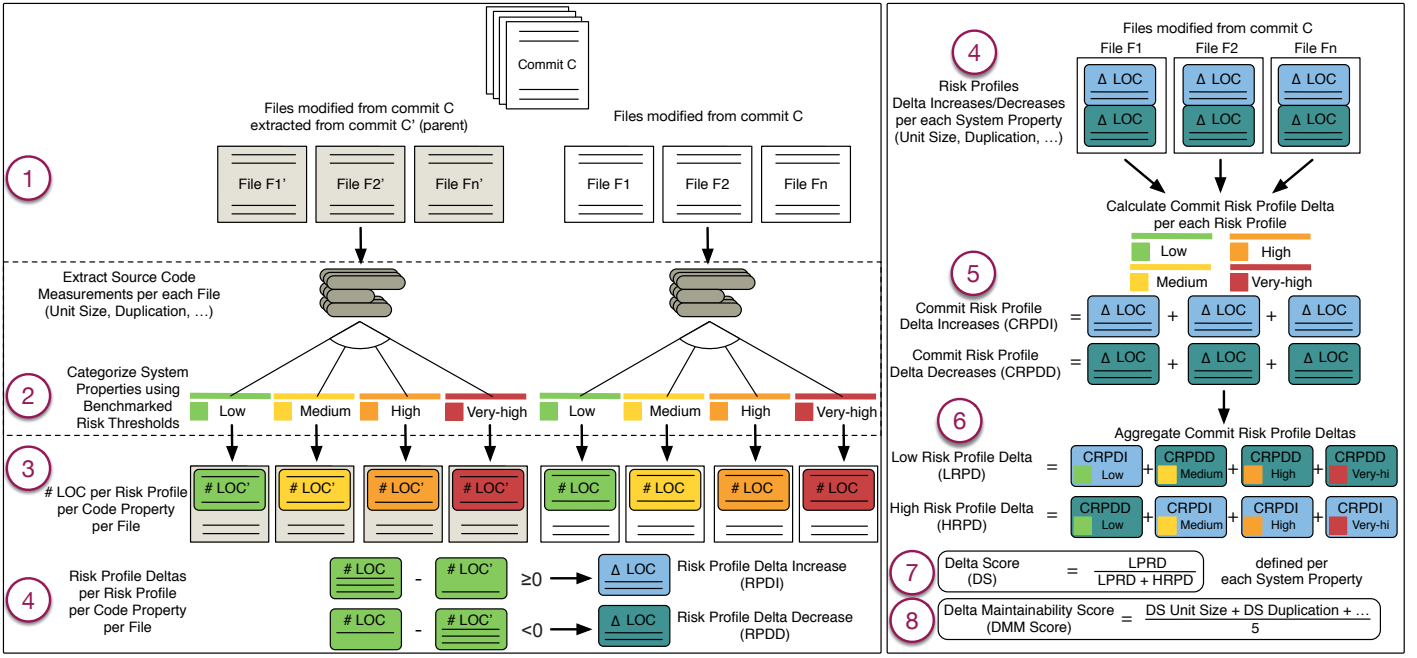 Commit C
Files modified from commit C
extracted from commit C' (parent)
Files modified from commit C
1
File F1'
File F2'
Fn'
File Fn'
File F1
File F2
File Fn
Extract Source Code
Measurements per each File
(Unit Size, Duplication, ...)
2
Categorize System
Properties using
Benchmarked
Risk Thresholds
Low
Medium
High
Very-high
Low
Medium
High
Very-high
3
# LOC per Risk Profile
per Code Property
per File
# LOC'
# LOC'
# LOC'
# LOC'
# LOC
# LOC
# LOC
# LOC
4
Risk Profile Deltas
per Risk Profile
per Code Property
per File
# LOC - # LOC' ≥0 Δ LOC
Risk Profile Delta Increase
(RPDI)
# LOC - # LOC' <0 Δ LOC
Risk Profile Delta Decrease
(RPDD)
4
Risk Profiles
Delta Increases/Decreases
per each System Property
(Unit Size, Duplication, ...)
Files modified from commit C
File F1
File F2
File Fn
Δ LOC
Δ LOC
Δ LOC
Δ LOC
Δ LOC
Δ LOC
Calculate Commit Risk Profile Delta
per each Risk Profile
Low
High
Medium
Very-high
5
Commit Risk Profile
Delta Increases (CRPDI)
= Δ LOC + Δ LOC + Δ LOC
Commit Risk Profile
Delta Decreases (CRPDD)
= Δ LOC + Δ LOC + Δ LOC
6
Aggregate Commit Risk Profile Deltas
Low Risk Profile Delta
(LRPD)
=
CRPDI
Low
+
CRPDD
Medium
+
CRPDD
High
+
CRPDD
Very-hi
High Risk Profile Delta
(HRPD)
=
CRPDD
Low
+
CRPDI
Medium
+
CRPDI
High
+
CRPDI
Very-hi
7
Delta Score
(DS)
=
LPRD
LPRD + HRPD
defined per
each System Property
8
Delta Maintainability Score
(DMM Score)
=
DS Unit Size + DS Duplication + ...
5